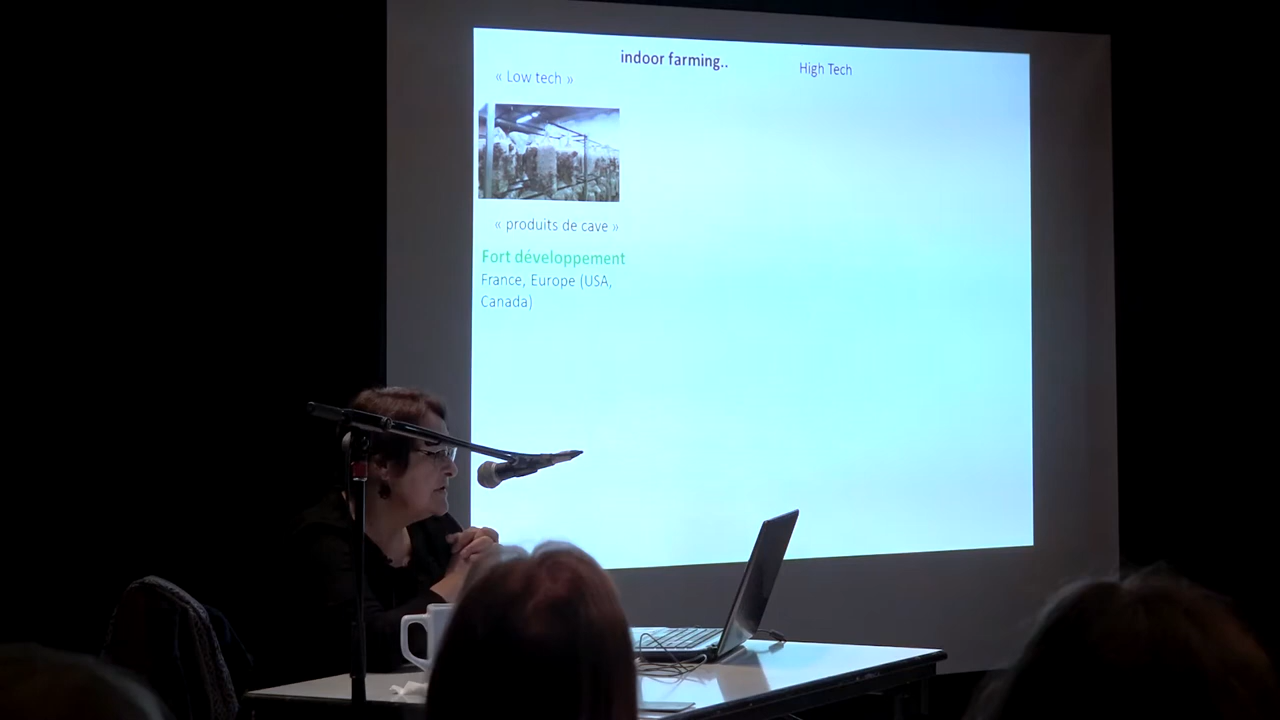 indoor farming..
High Tech
« Low tech »
« produits de cave »
Fort développement
France, Europe (USA,
Canada)